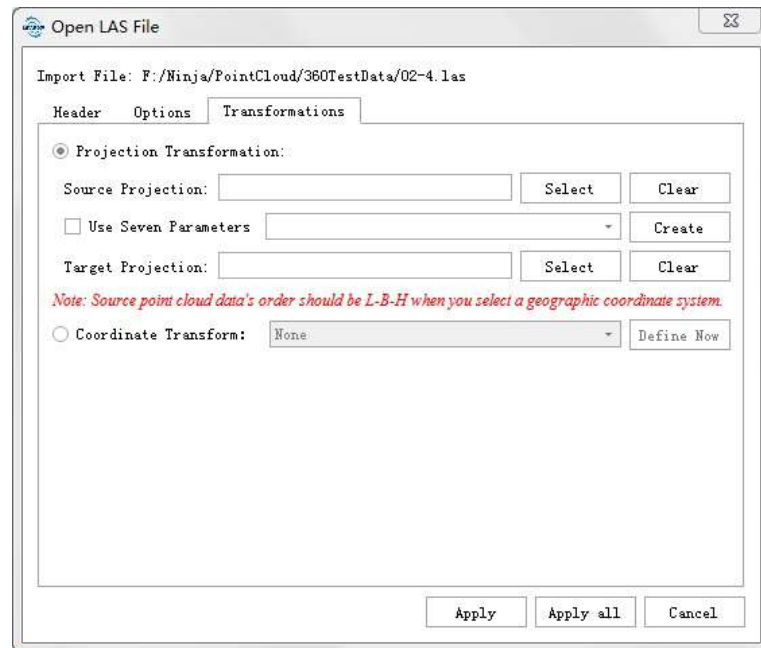 Open LAS File
Import File: F:/Ninja/PointCloud/360TestData/02-4.las
Header Options Transformations
Projection Transformation:
Source Projection: Select Clear
Use Seven Parameters Create
Target Projection: Select Clear
Note: Source point cloud data's order should be L-B-H when you select a geographic coordinate system.
Coordinate Transform: None Define Now
Apply Apply all Cancel